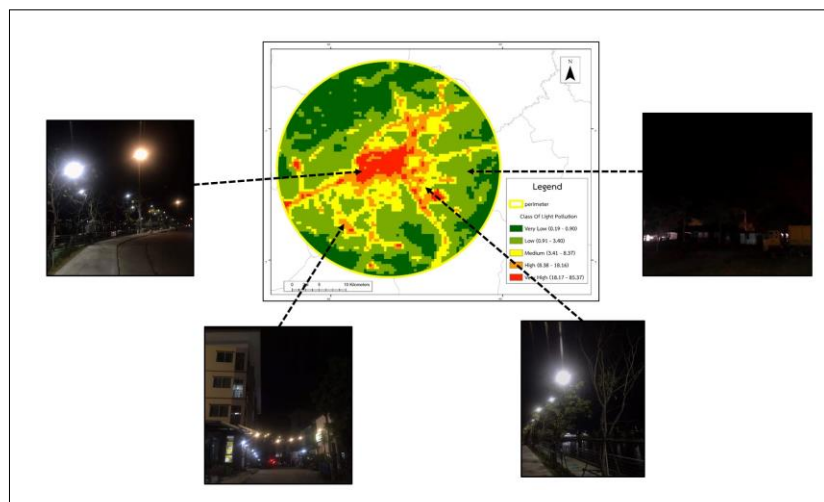 N
Legend
perimeter
Class Of Light Pollution
Very Low (0.19 - 0.90)
Low (0.91 - 3.40)
Medium (3.41 - 8.37)
High (8.38 - 18.16)
Very High (18.17 - 85.37)
Kilometers